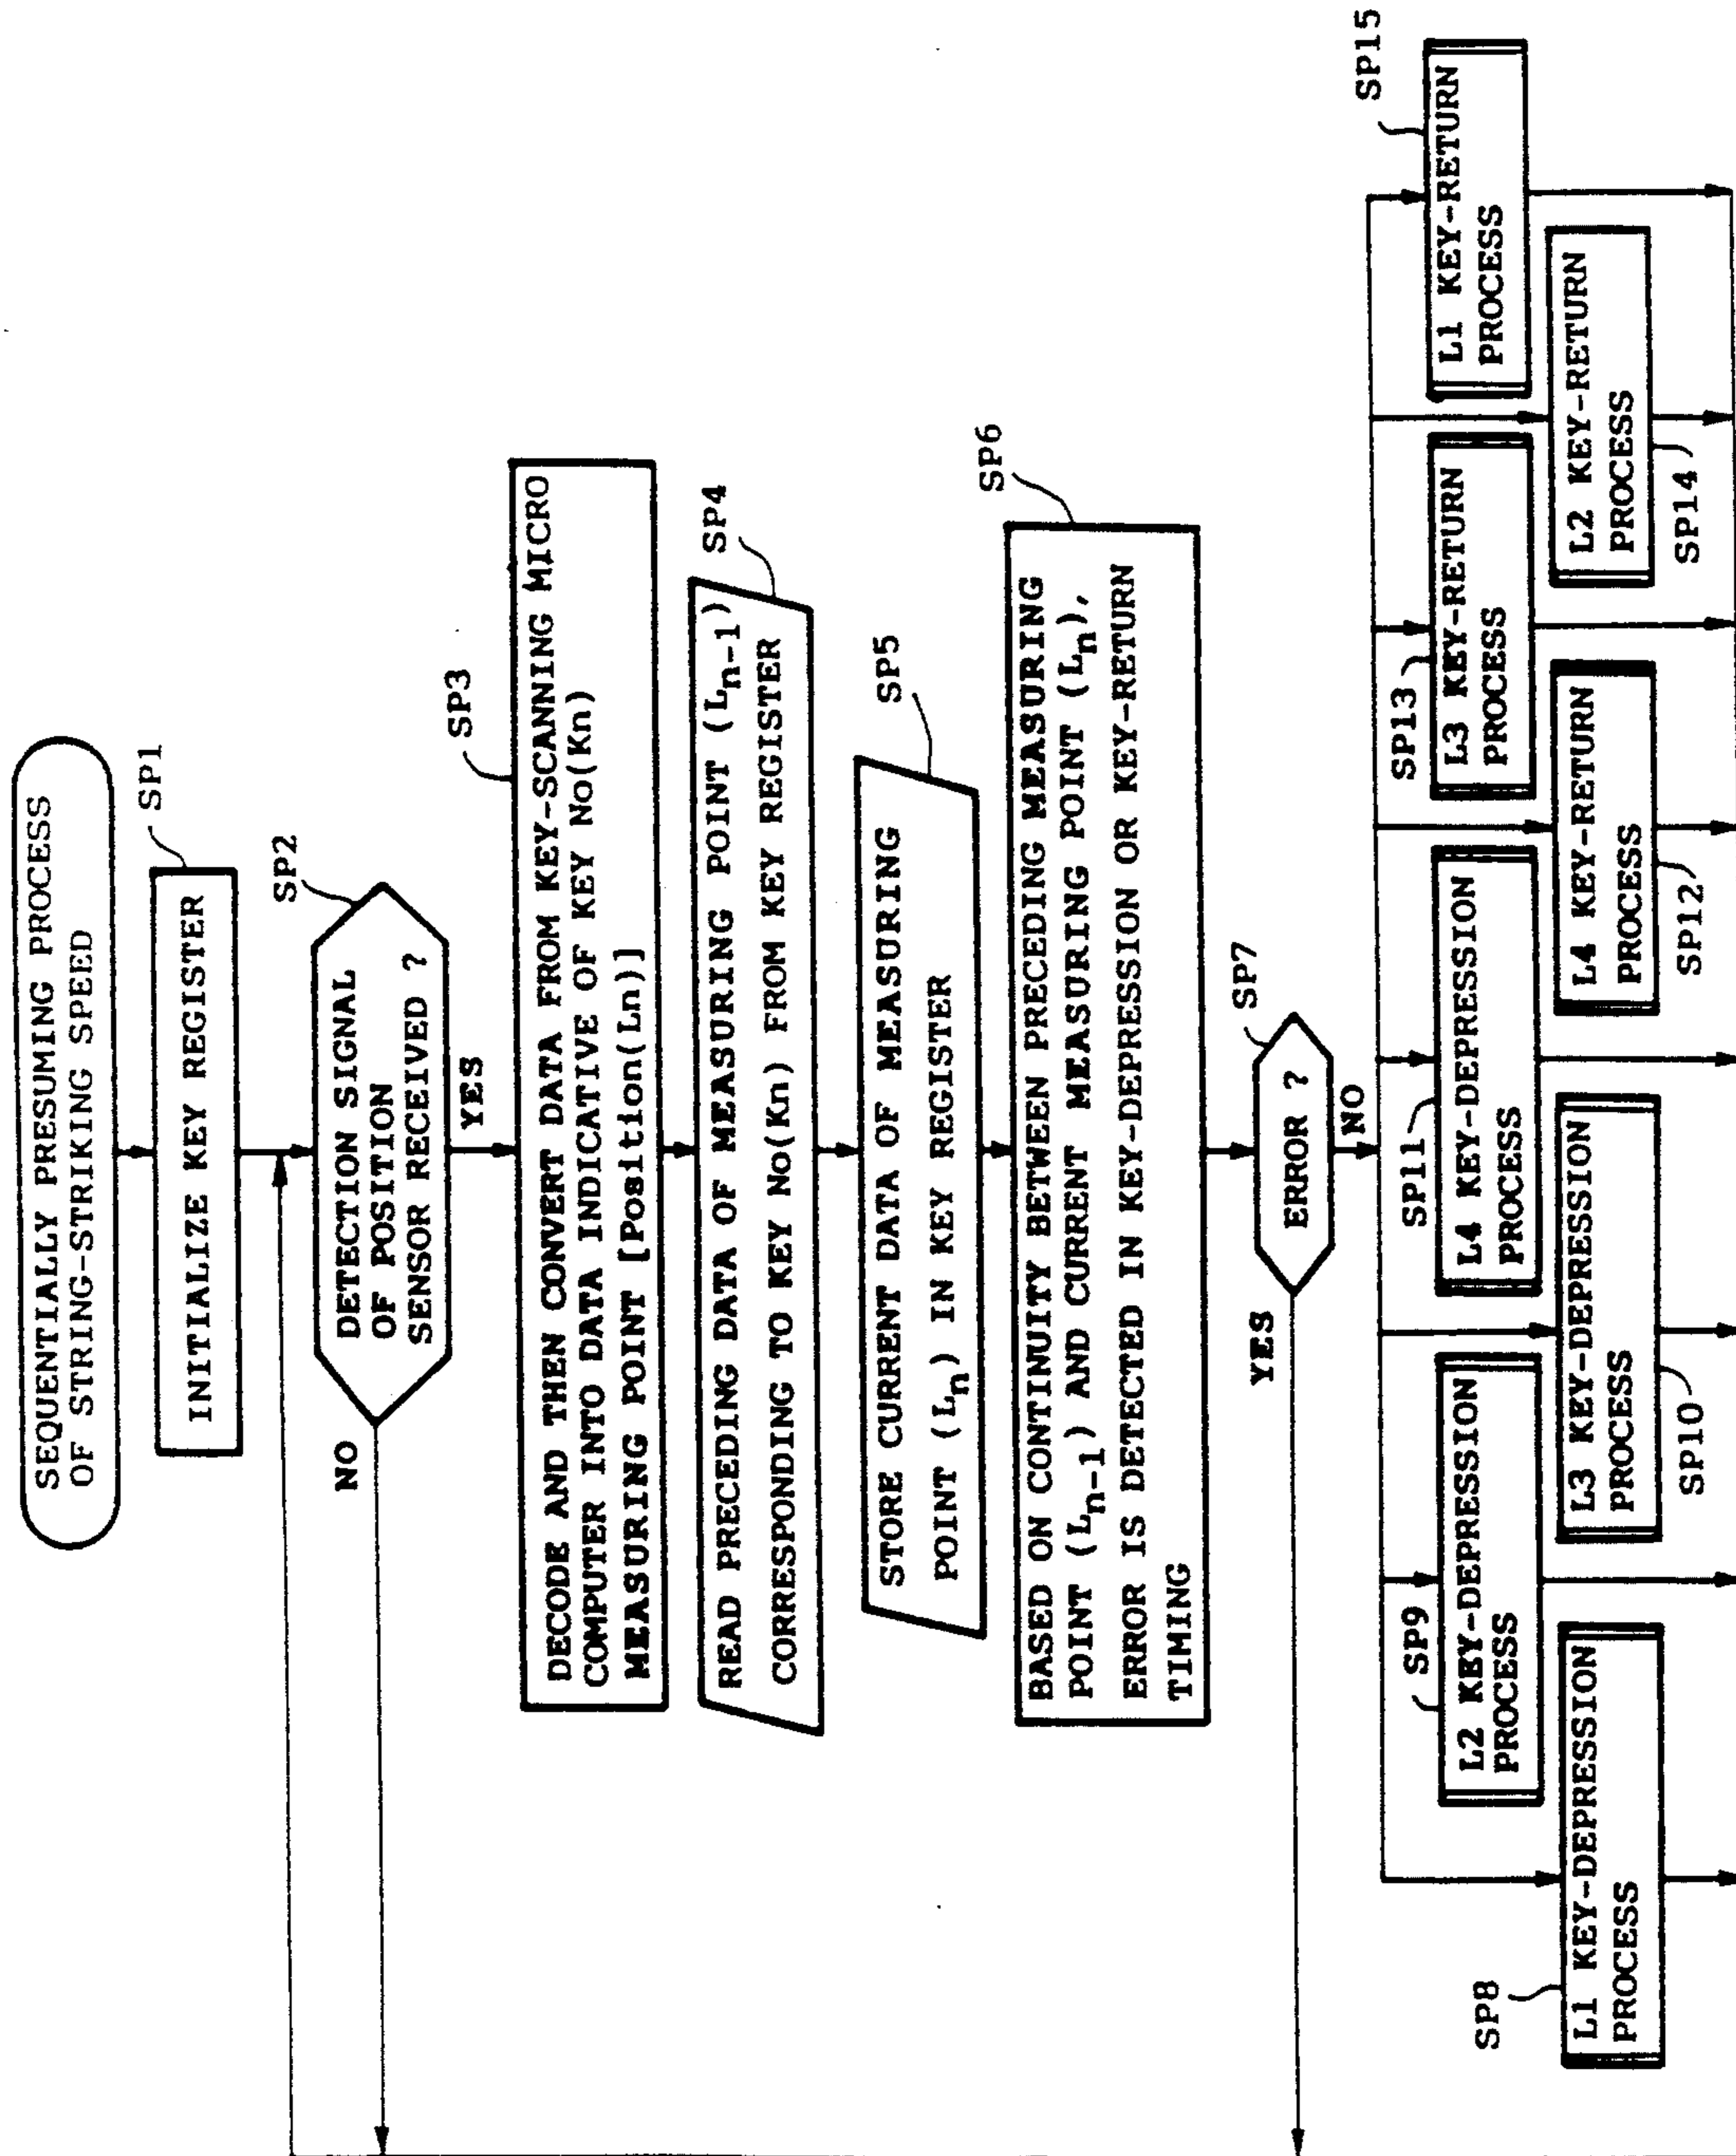 SEQUENTIALLY PRESUMING PROCESS
OF STRING-STRIKING SPEED
SP1
INITIALIZE KEY REGISTER
SP2
DETECTION SIGNAL
OF POSITION
SENSOR RECEIVED ?
NO
YES
SP3
DECODE AND THEN CONVERT DATA FROM KEY-SCANNING MICRO
COMPUTER INTO DATA INDICATIVE OF KEY NO(Kn)
MEASURING POINT [Position(Ln)]
SP4
READ PRECEDING DATA OF MEASURING POINT (Ln-1)
CORRESPONDING TO KEY NO(Kn) FROM KEY REGISTER
SP5
STORE CURRENT DATA OF MEASURING
POINT (Ln) IN KEY REGISTER
SP6
BASED ON CONTINUITY BETWEEN PRECEDING MEASURING
POINT (Ln-1) AND CURRENT MEASURING POINT (Ln),
ERROR IS DETECTED IN KEY-DEPRESSION OR KEY-RETURN
TIMING
SP7
ERROR ?
YES
NO
SP8
L1 KEY-DEPRESSION
PROCESS
SP9
L2 KEY-DEPRESSION
PROCESS
L3 KEY-DEPRESSION
PROCESS
SP10
SP11
L4 KEY-DEPRESSION
PROCESS
L4 KEY-RETURN
PROCESS
SP12
SP13
L3 KEY-RETURN
PROCESS
L2 KEY-RETURN
PROCESS
SP14
SP15
L1 KEY-RETURN
PROCESS